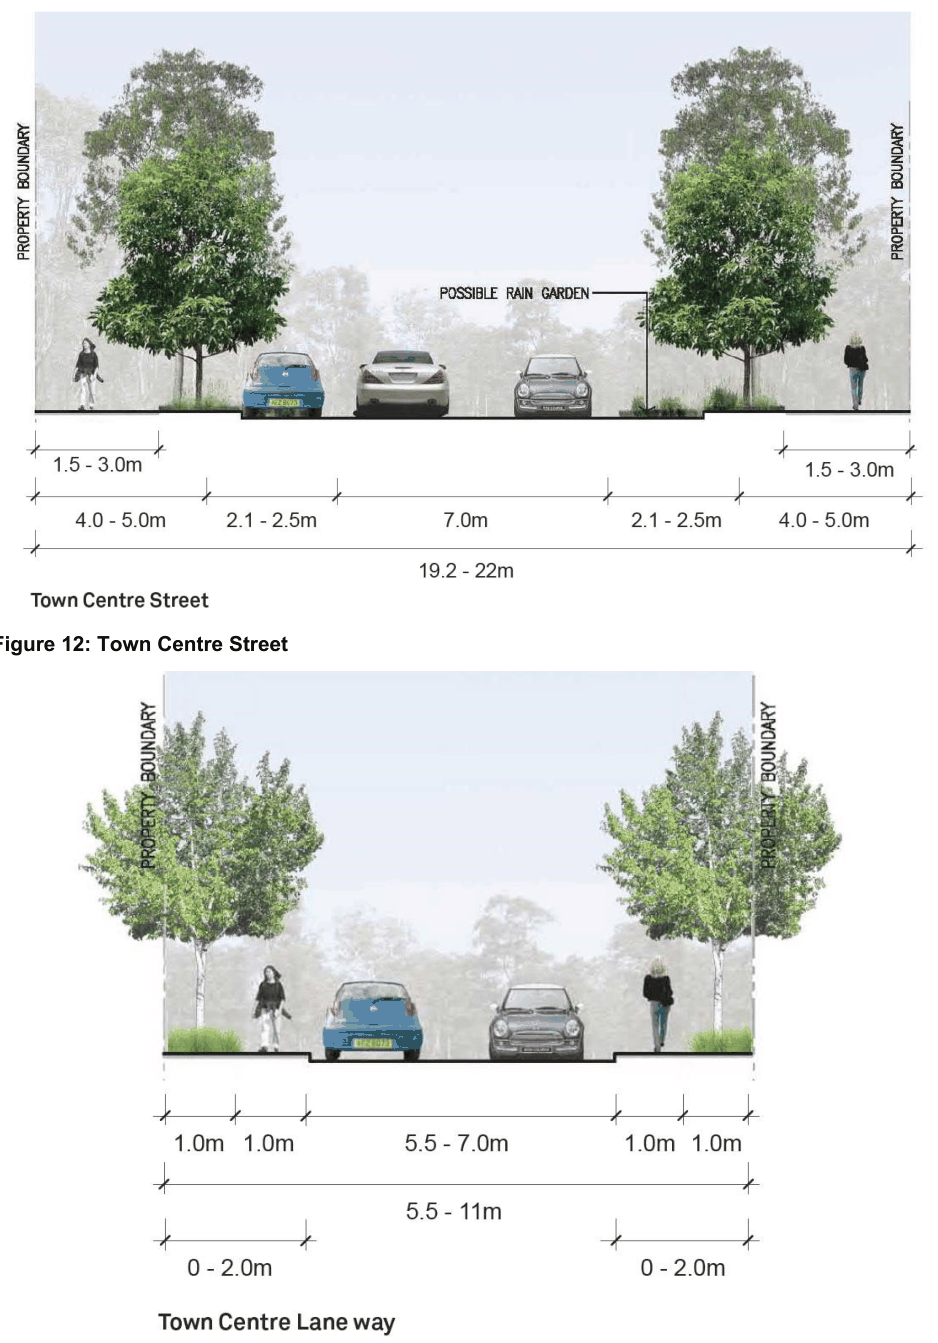 PROPERTY BOUNDARY
PROPERTY BOUNDARY
POSSIBLE RAIN GARDEN
1.5 - 3.0m
1.5 - 3.0m
4.0 - 5.0m 2.1 - 2.5m 7.0m 2.1 - 2.5m 4.0 - 5.0m
19.2 - 22m
Town Centre Street
Figure 12: Town Centre Street
PROPERTY BOUNDARY
PROPERTY BOUNDARY
1.0m 1.0m 5.5 - 7.0m 1.0m 1.0m
5.5 - 11m
0 - 2.0m 0 - 2.0m
Town Centre Lane way